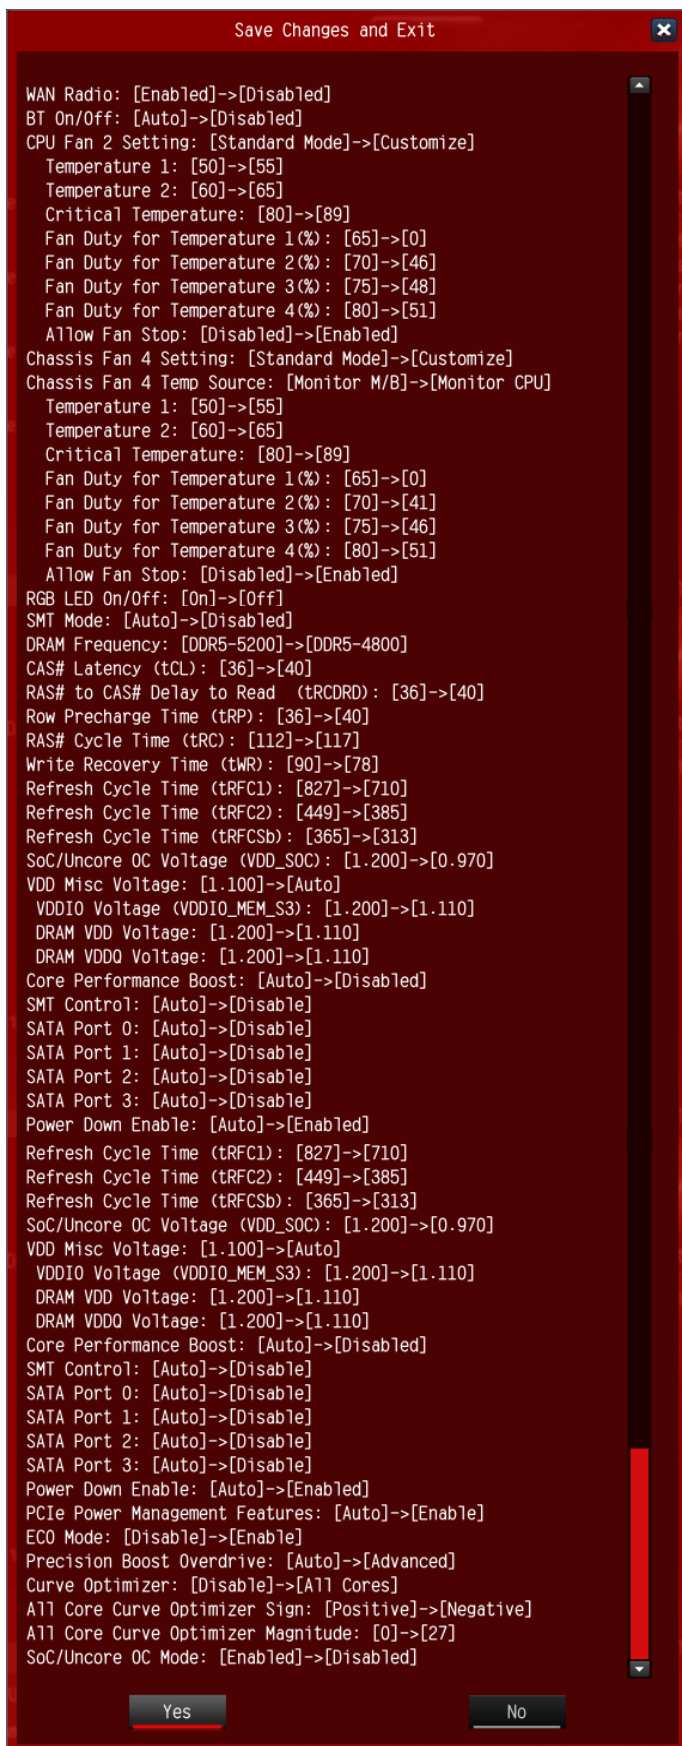 Save Changes and Exit
WAN Radio: [Enabled]->[Disabled]
BT On/Off: [Auto]->[Disabled]
CPU Fan 2 Setting: [Standard Mode]->[Customize]
Temperature 1: [50]->[55]
Temperature 2: [60]->[65]
Critical Temperature: [80]->[89]
Fan Duty for Temperature 1(%): [65]->[0]
Fan Duty for Temperature 2(%): [70]->[46]
Fan Duty for Temperature 3(%): [75]->[48]
Fan Duty for Temperature 4(%): [80]->[51]
Allow Fan Stop: [Disabled]->[Enabled]
Chassis Fan 4 Setting: [Standard Mode]->[Customize]
Chassis Fan 4 Temp Source: [Monitor M/B]->[Monitor CPU]
Temperature 1: [50]->[55]
Temperature 2: [60]->[65]
Critical Temperature: [80]->[89]
Fan Duty for Temperature 1(%): [65]->[0]
Fan Duty for Temperature 2(%): [70]->[41]
Fan Duty for Temperature 3(%): [75]->[46]
Fan Duty for Temperature 4(%): [80]->[51]
Allow Fan Stop: [Disabled]->[Enabled]
RGB LED On/Off: [On]->[Off]
SMT Mode: [Auto]->[Disabled]
DRAM Frequency: [DDR5-5200]->[DDR5-4800]
CAS# Latency (tCL): [36]->[40]
RAS# to CAS# Delay to Read  (tRCDRD): [36]->[40]
Row Precharge Time (tRP): [36]->[40]
RAS# Cycle Time (tRC): [112]->[117]
Write Recovery Time (tWR): [90]->[78]
Refresh Cycle Time (tRFC1): [827]->[710]
Refresh Cycle Time (tRFC2): [449]->[385]
Refresh Cycle Time (tRFCSb): [365]->[313]
SoC/Uncore OC Voltage (VDD_SOC): [1.200]->[0.970]
VDD Misc Voltage: [1.100]->[Auto]
VDDIO Voltage (VDDIO_MEM_S3): [1.200]->[1.110]
DRAM VDD Voltage: [1.200]->[1.110]
DRAM VDDQ Voltage: [1.200]->[1.110]
Core Performance Boost: [Auto]->[Disabled]
SMT Control: [Auto]->[Disable]
SATA Port 0: [Auto]->[Disable]
SATA Port 1: [Auto]->[Disable]
SATA Port 2: [Auto]->[Disable]
SATA Port 3: [Auto]->[Disable]
Power Down Enable: [Auto]->[Enabled]
Refresh Cycle Time (tRFC1): [827]->[710]
Refresh Cycle Time (tRFC2): [449]->[385]
Refresh Cycle Time (tRFCSb): [365]->[313]
SoC/Uncore OC Voltage (VDD_SOC): [1.200]->[0.970]
VDD Misc Voltage: [1.100]->[Auto]
VDDIO Voltage (VDDIO_MEM_S3): [1.200]->[1.110]
DRAM VDD Voltage: [1.200]->[1.110]
DRAM VDDQ Voltage: [1.200]->[1.110]
Core Performance Boost: [Auto]->[Disabled]
SMT Control: [Auto]->[Disable]
SATA Port 0: [Auto]->[Disable]
SATA Port 1: [Auto]->[Disable]
SATA Port 2: [Auto]->[Disable]
SATA Port 3: [Auto]->[Disable]
Power Down Enable: [Auto]->[Enabled]
PCIe Power Management Features: [Auto]->[Enable]
ECO Mode: [Disable]->[Enable]
Precision Boost Overdrive: [Auto]->[Advanced]
Curve Optimizer: [Disable]->[All Cores]
All Core Curve Optimizer Sign: [Positive]->[Negative]
All Core Curve Optimizer Magnitude: [0]->[27]
SoC/Uncore OC Mode: [Enabled]->[Disabled]
Yes
No